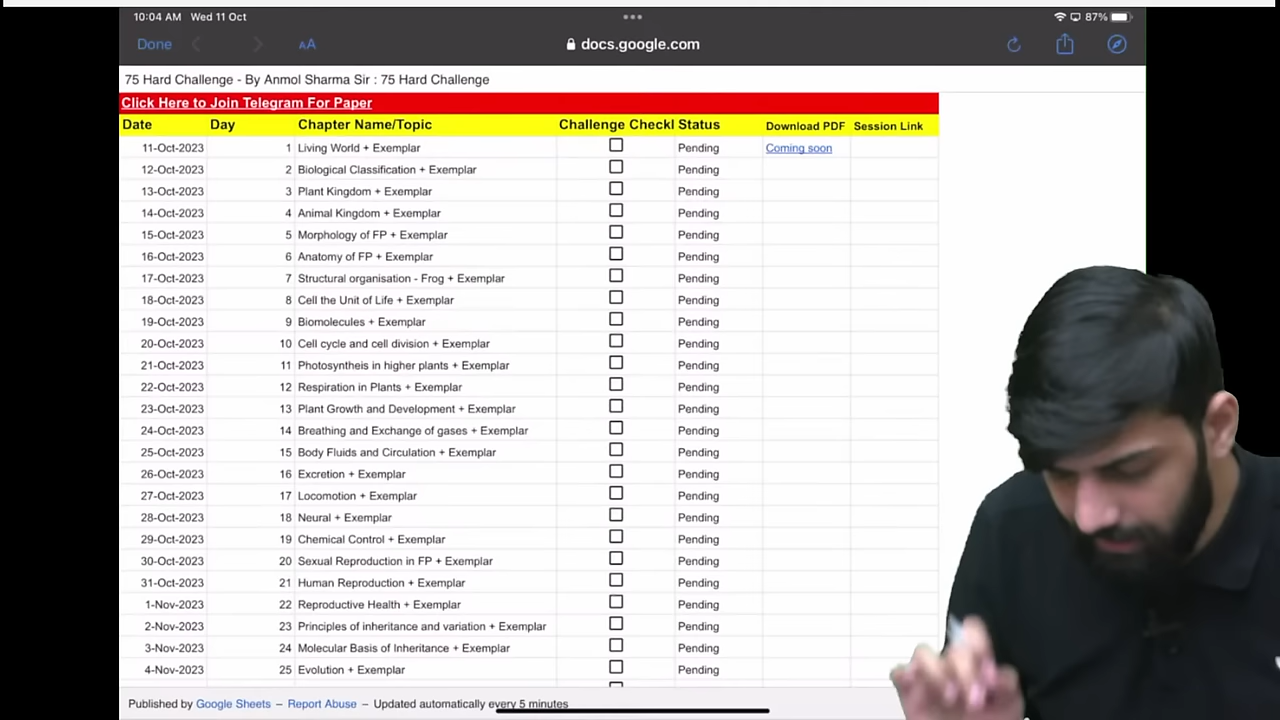 10:04 AM Wed 11 Oct 87%
Done AA docs.google.com
75 Hard Challenge - By Anmol Sharma Sir : 75 Hard Challenge
Click Here to Join Telegram For Paper
Date Day Chapter Name/Topic Challenge Checkl Status Download PDF Session Link
11-Oct-2023 1 Living World + Exemplar Pending Coming soon
12-Oct-2023 2 Biological Classification + Exemplar Pending
13-Oct-2023 3 Plant Kingdom + Exemplar Pending
14-Oct-2023 4 Animal Kingdom + Exemplar Pending
15-Oct-2023 5 Morphology of FP + Exemplar Pending
16-Oct-2023 6 Anatomy of FP + Exemplar Pending
17-Oct-2023 7 Structural organisation - Frog + Exemplar Pending
18-Oct-2023 8 Cell the Unit of Life + Exemplar Pending
19-Oct-2023 9 Biomolecules + Exemplar Pending
20-Oct-2023 10 Cell cycle and cell division + Exemplar Pending
21-Oct-2023 11 Photosyntheis in higher plants + Exemplar Pending
22-Oct-2023 12 Respiration in Plants + Exemplar Pending
23-Oct-2023 13 Plant Growth and Development + Exemplar Pending
24-Oct-2023 14 Breathing and Exchange of gases + Exemplar Pending
25-Oct-2023 15 Body Fluids and Circulation + Exemplar Pending
26-Oct-2023 16 Excretion + Exemplar Pending
27-Oct-2023 17 Locomotion + Exemplar Pending
28-Oct-2023 18 Neural + Exemplar Pending
29-Oct-2023 19 Chemical Control + Exemplar Pending
30-Oct-2023 20 Sexual Reproduction in FP + Exemplar Pending
31-Oct-2023 21 Human Reproduction + Exemplar Pending
1-Nov-2023 22 Reproductive Health + Exemplar Pending
2-Nov-2023 23 Principles of inheritance and variation + Exemplar Pending
3-Nov-2023 24 Molecular Basis of Inheritance + Exemplar Pending
4-Nov-2023 25 Evolution + Exemplar Pending
Published by Google Sheets – Report Abuse – Updated automatically every 5 minutes